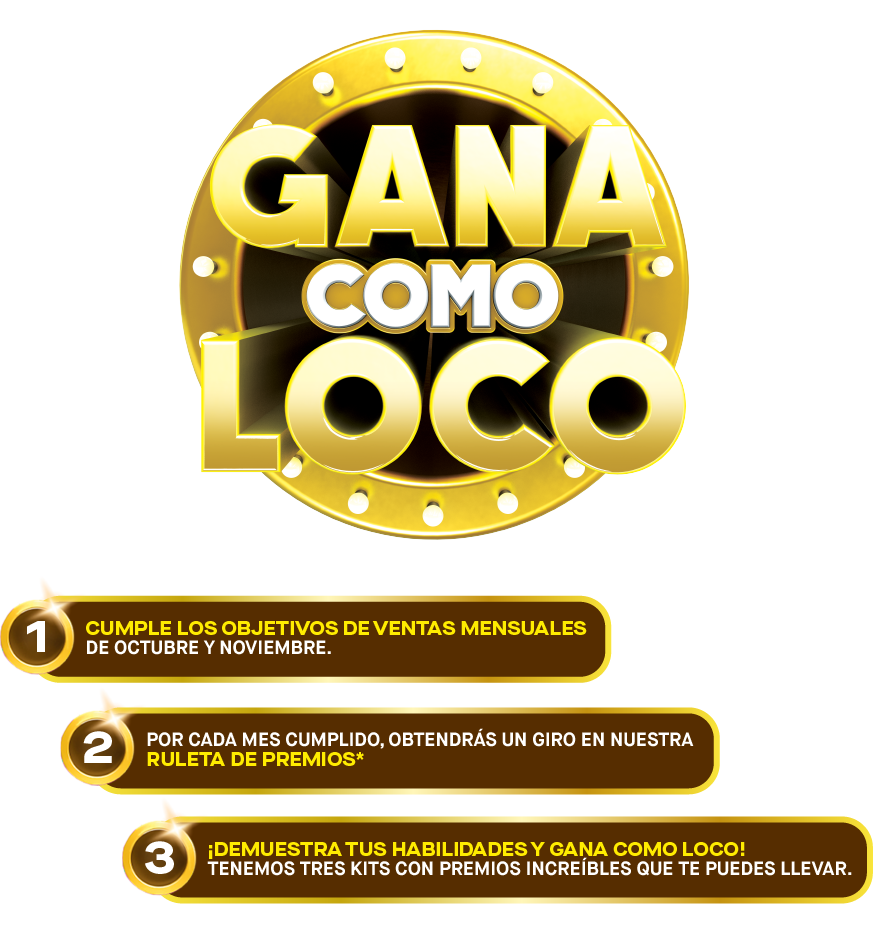 GANA
COMO
LOCO
1
CUMPLE LOS OBJETIVOS DE VENTAS MENSUALES
DE OCTUBRE Y NOVIEMBRE.
2
POR CADA MES CUMPLIDO, OBTENDRÁS UN GIRO EN NUESTRA
RULETA DE PREMIOS*
3
¡DEMUESTRA TUS HABILIDADES Y GANA COMO LOCO!
TENEMOS TRES KITS CON PREMIOS INCREÍBLES QUE TE PUEDES LLEVAR.